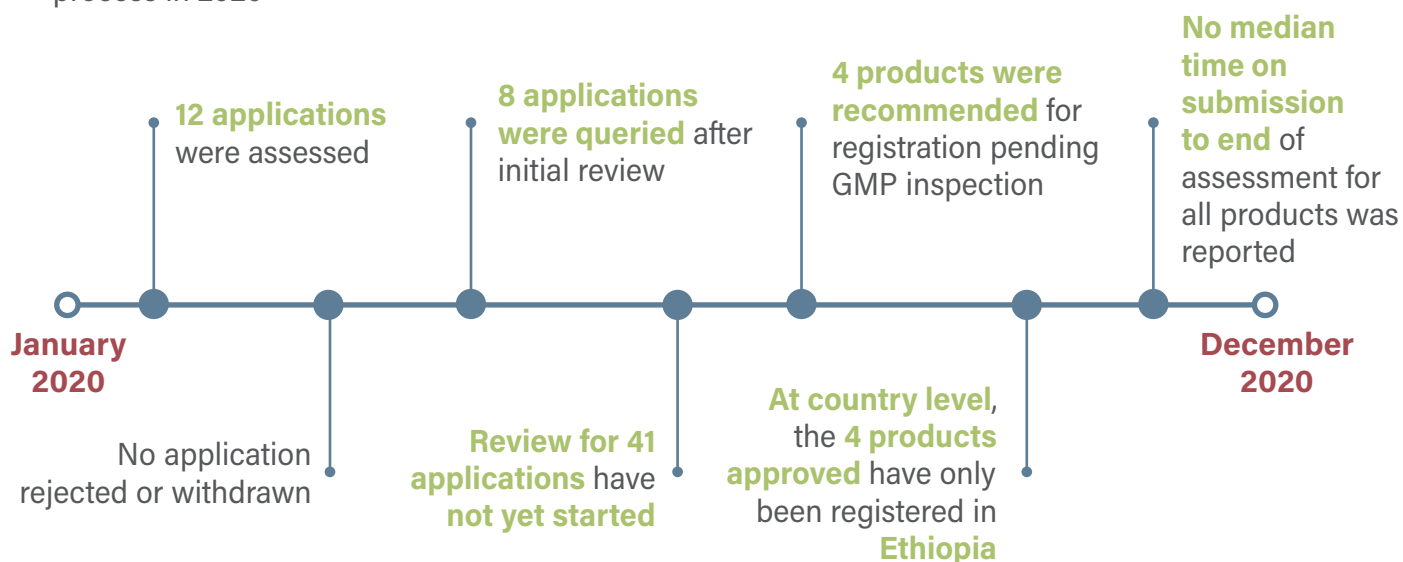 process in 2020
12 applications
were assessed
8 applications
were queried after
initial review
4 products were
recommended for
registration pending
GMP inspection
No median
time on
submission
to end of
assessment for
all products was
reported
January
2020
December
2020
No application
rejected or withdrawn
Review for 41
applications have
not yet started
At country level,
the 4 products
approved have only
been registered in
Ethiopia